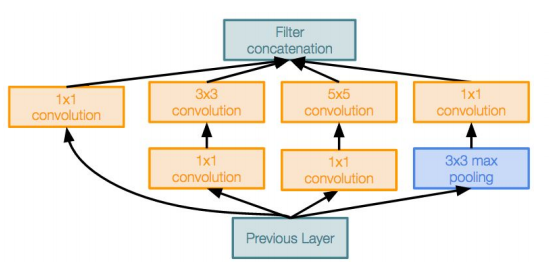 Filter
concatenation
1x1
convolution
3x3
convolution
5x5
convolution
1x1
convolution
1x1
convolution
1x1
convolution
3x3 max
pooling
Previous Layer